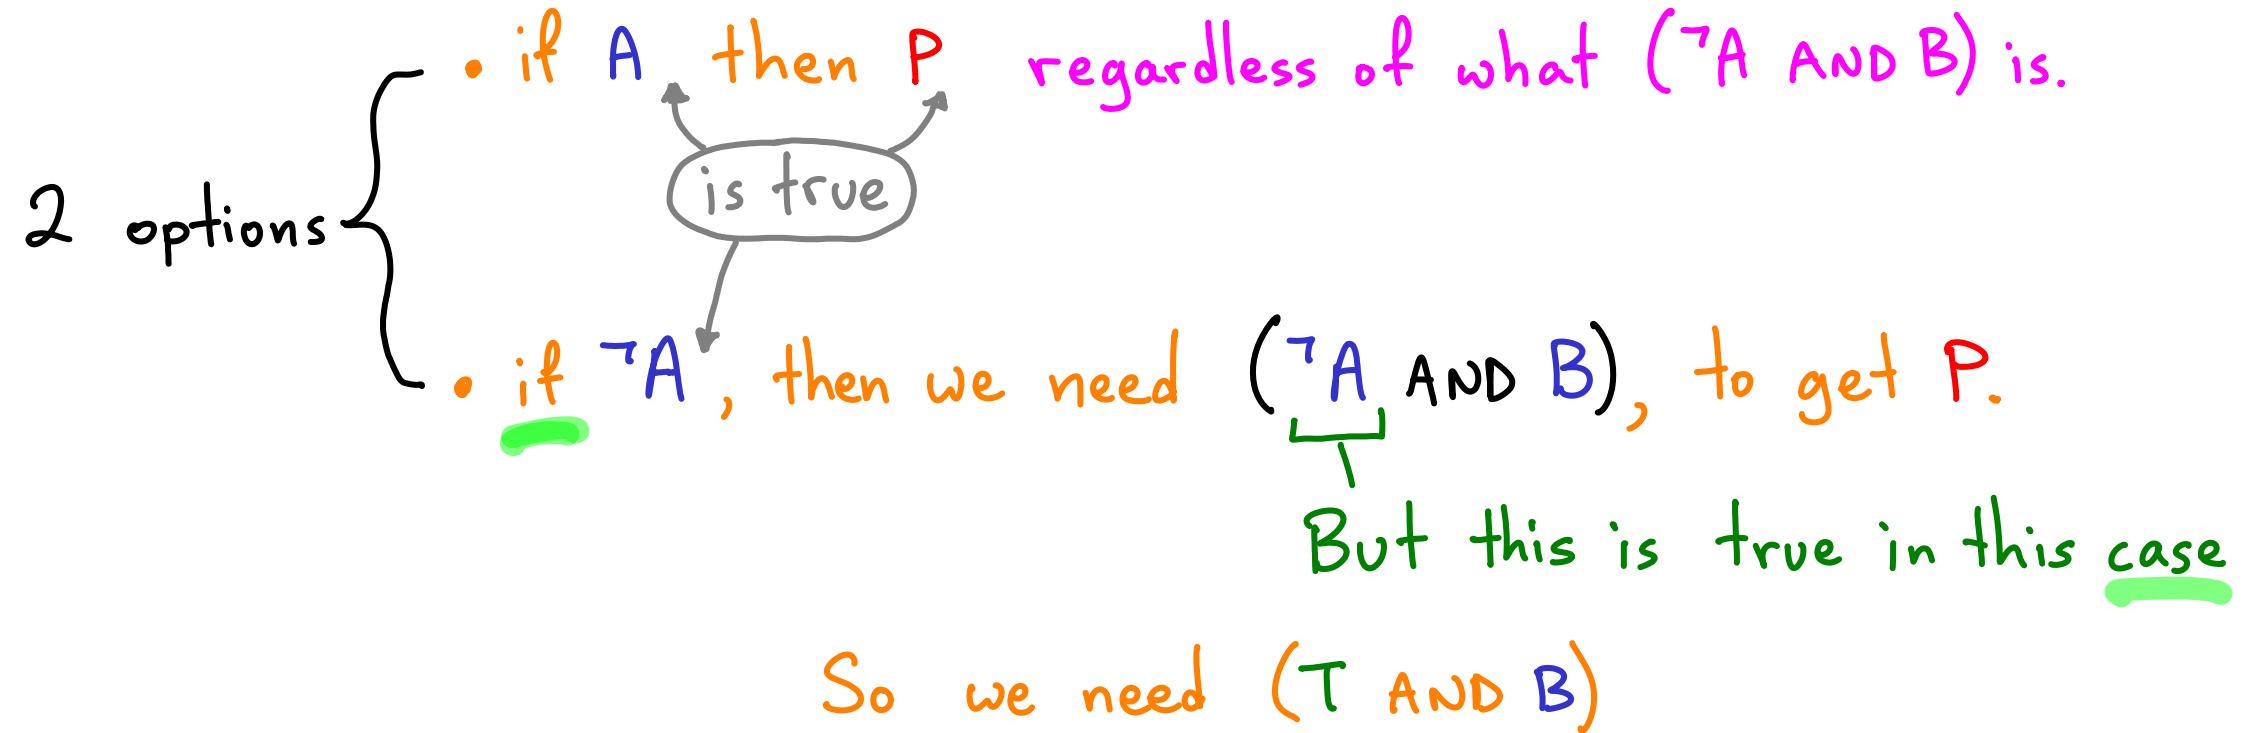 • if A then P regardless of what (¬A AND B) is.
is true
2 options
• if ¬A, then we need (¬A AND B), to get P.
But this is true in this case
So we need (T AND B)